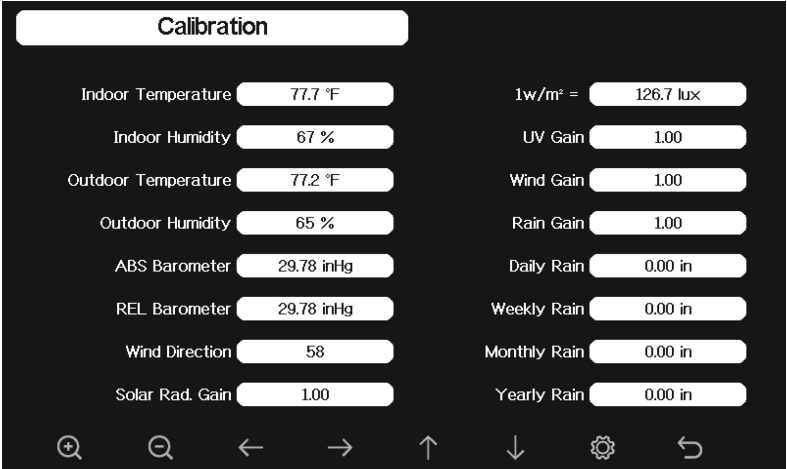 Calibration
Indoor Temperature 77.7 °F
Indoor Humidity 67 %
Outdoor Temperature 77.2 °F
Outdoor Humidity 65 %
ABS Barometer 29.78 inHg
REL Barometer 29.78 inHg
Wind Direction 58
Solar Rad. Gain 1.00
1w/m² = 126.7 lux
UV Gain 1.00
Wind Gain 1.00
Rain Gain 1.00
Daily Rain 0.00 in
Weekly Rain 0.00 in
Monthly Rain 0.00 in
Yearly Rain 0.00 in